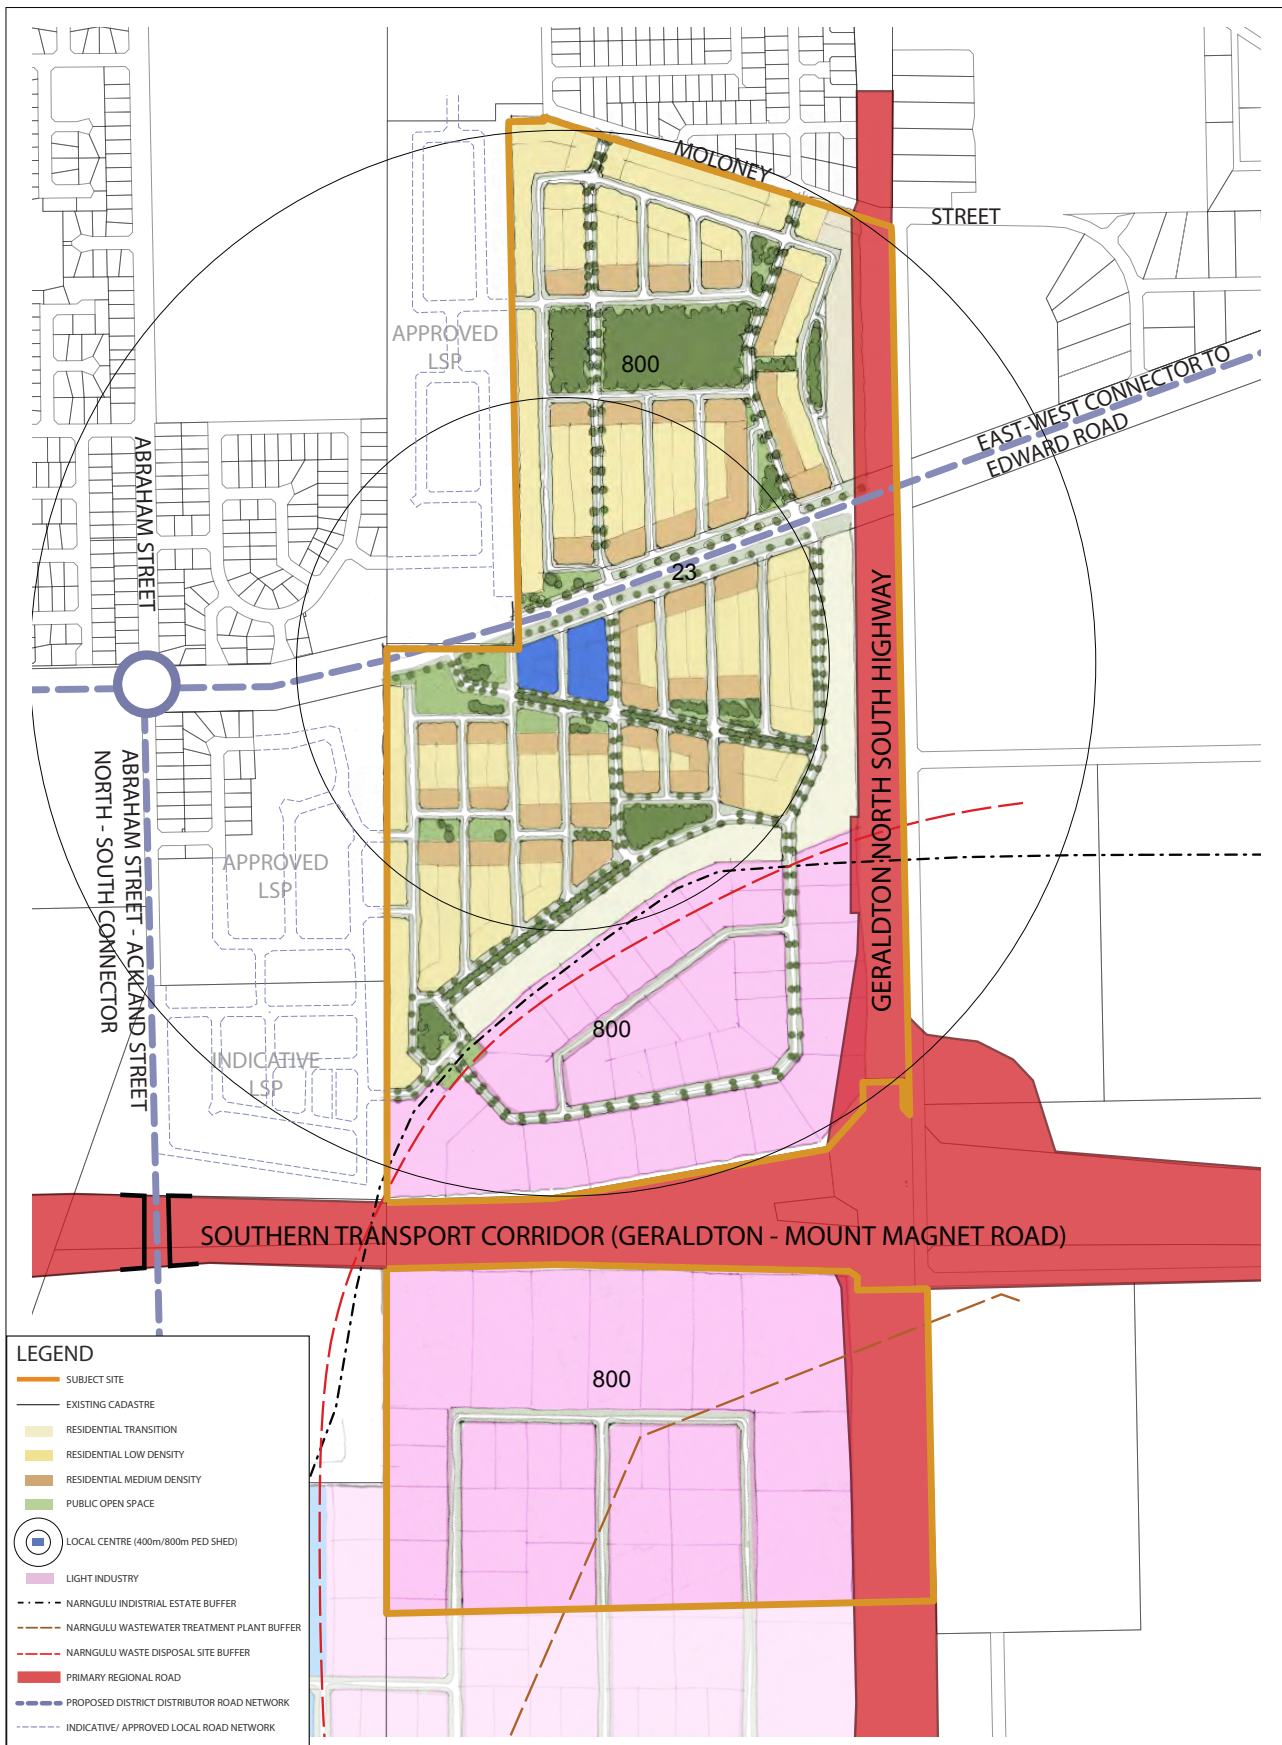 MOLONEY
STREET
APPROVED
LSP
800
EAST-WEST CONNECTOR TO
EDWARD ROAD
ABRAHAM STREET
23
GERALDTON NORTH SOUTH HIGHWAY
ABRAHAM STREET - ACKLAND STREET
NORTH - SOUTH CONNECTOR
APPROVED
LSP
800
INDICATIVE
LSP
SOUTHERN TRANSPORT CORRIDOR (GERALDTON - MOUNT MAGNET ROAD)
800
LEGEND
SUBJECT SITE
EXISTING CADASTRE
RESIDENTIAL TRANSITION
RESIDENTIAL LOW DENSITY
RESIDENTIAL MEDIUM DENSITY
PUBLIC OPEN SPACE
LOCAL CENTRE (400m/800m PED SHED)
LIGHT INDUSTRY
NARNGULU INDISTRIAL ESTATE BUFFER
NARNGULU WASTEWATER TREATMENT PLANT BUFFER
NARNGULU WASTE DISPOSAL SITE BUFFER
PRIMARY REGIONAL ROAD
PROPOSED DISTRICT DISTRIBUTOR ROAD NETWORK
INDICATIVE/ APPROVED LOCAL ROAD NETWORK